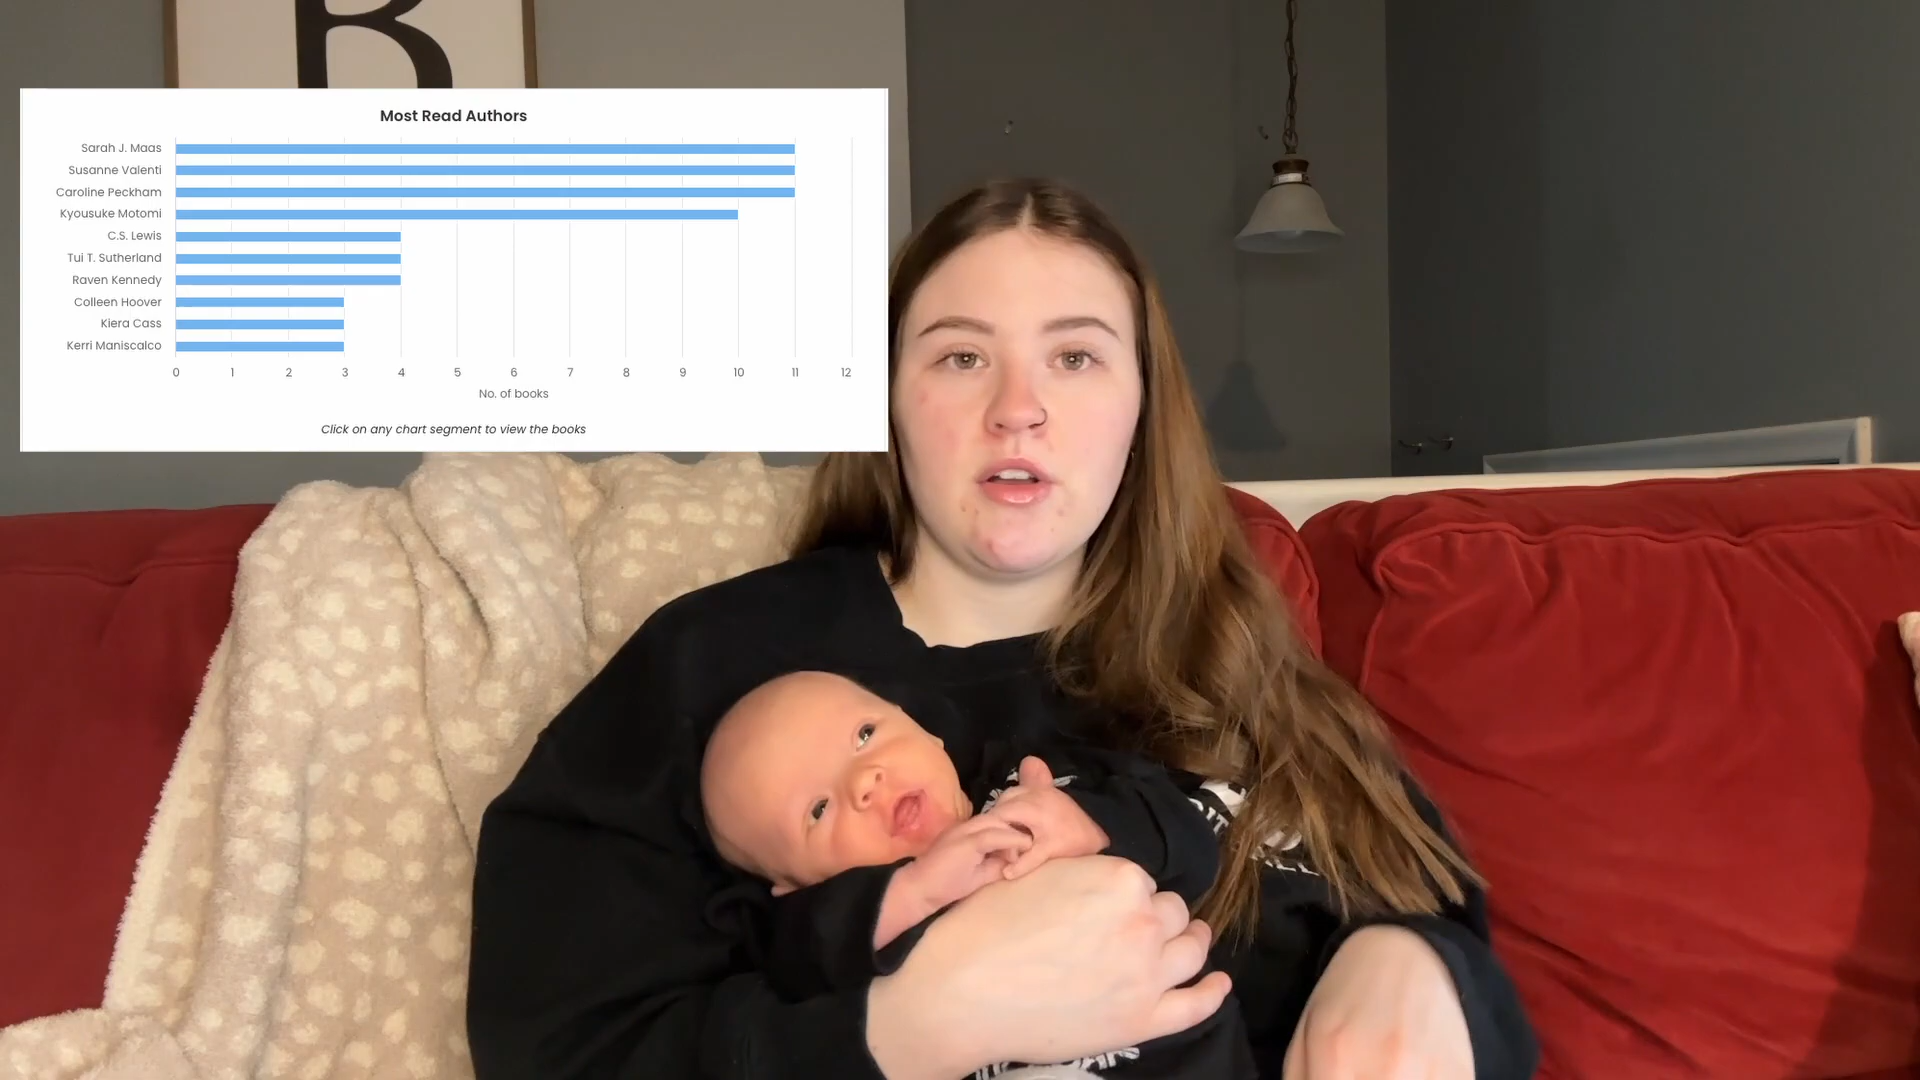 B
Most Read Authors
Sarah J. Maas
Susanne Valenti
Caroline Peckham
Kyousuke Motomi
C.S. Lewis
Tui T. Sutherland
Raven Kennedy
Colleen Hoover
Kiera Cass
Kerri Maniscalco
0 1 2 3 4 5 6 7 8 9 10 11 12
No. of books
Click on any chart segment to view the books